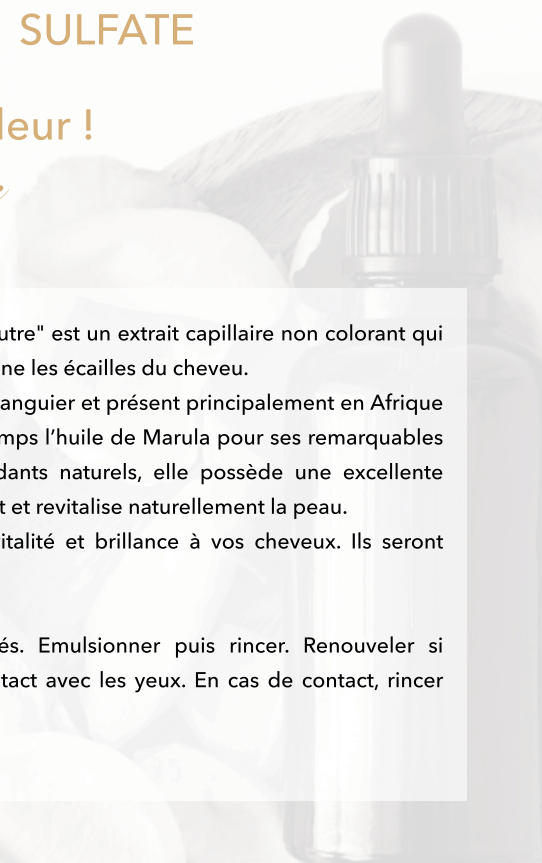 SULFATE
leur !
utre" est un extrait capillaire non colorant qui
ne les écailles du cheveu.
anguier et présent principalement en Afrique
mps l’huile de Marula pour ses remarquables
dants naturels, elle possède une excellente
t et revitalise naturellement la peau.
italité et brillance à vos cheveux. Ils seront
és. Emulsionner puis rincer. Renouveler si
tact avec les yeux. En cas de contact, rincer